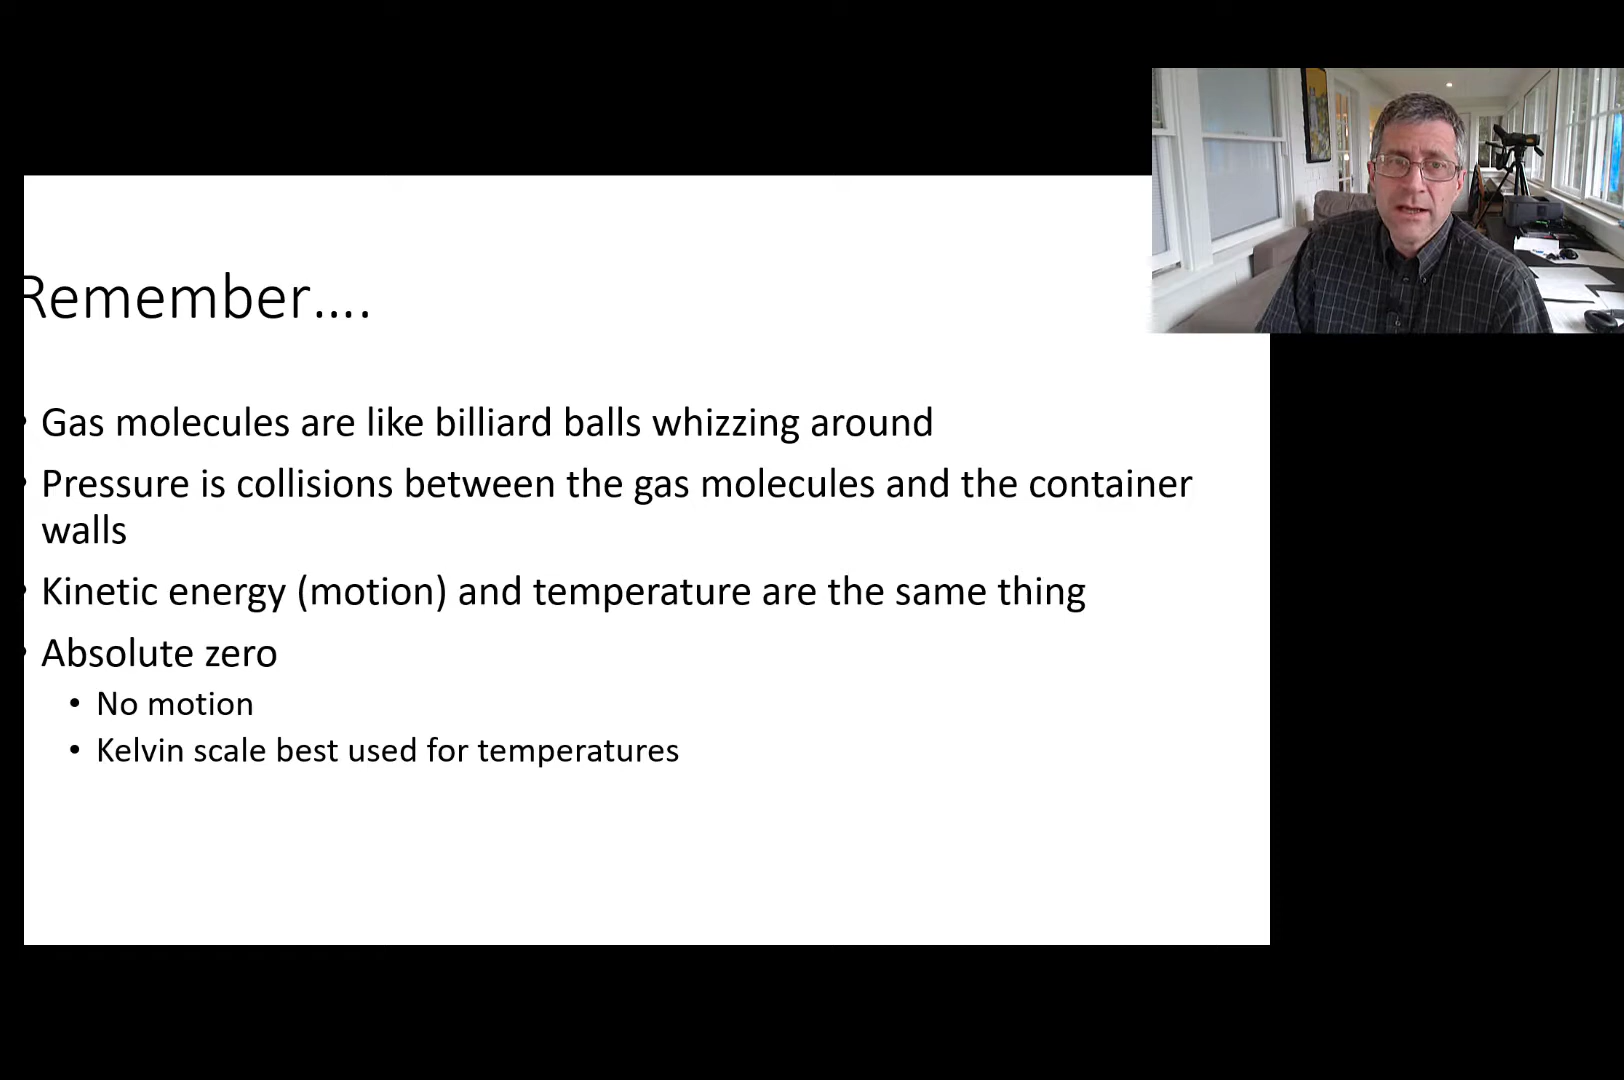 Remember….
• Gas molecules are like billiard balls whizzing around
• Pressure is collisions between the gas molecules and the container
walls
• Kinetic energy (motion) and temperature are the same thing
• Absolute zero
• No motion
• Kelvin scale best used for temperatures